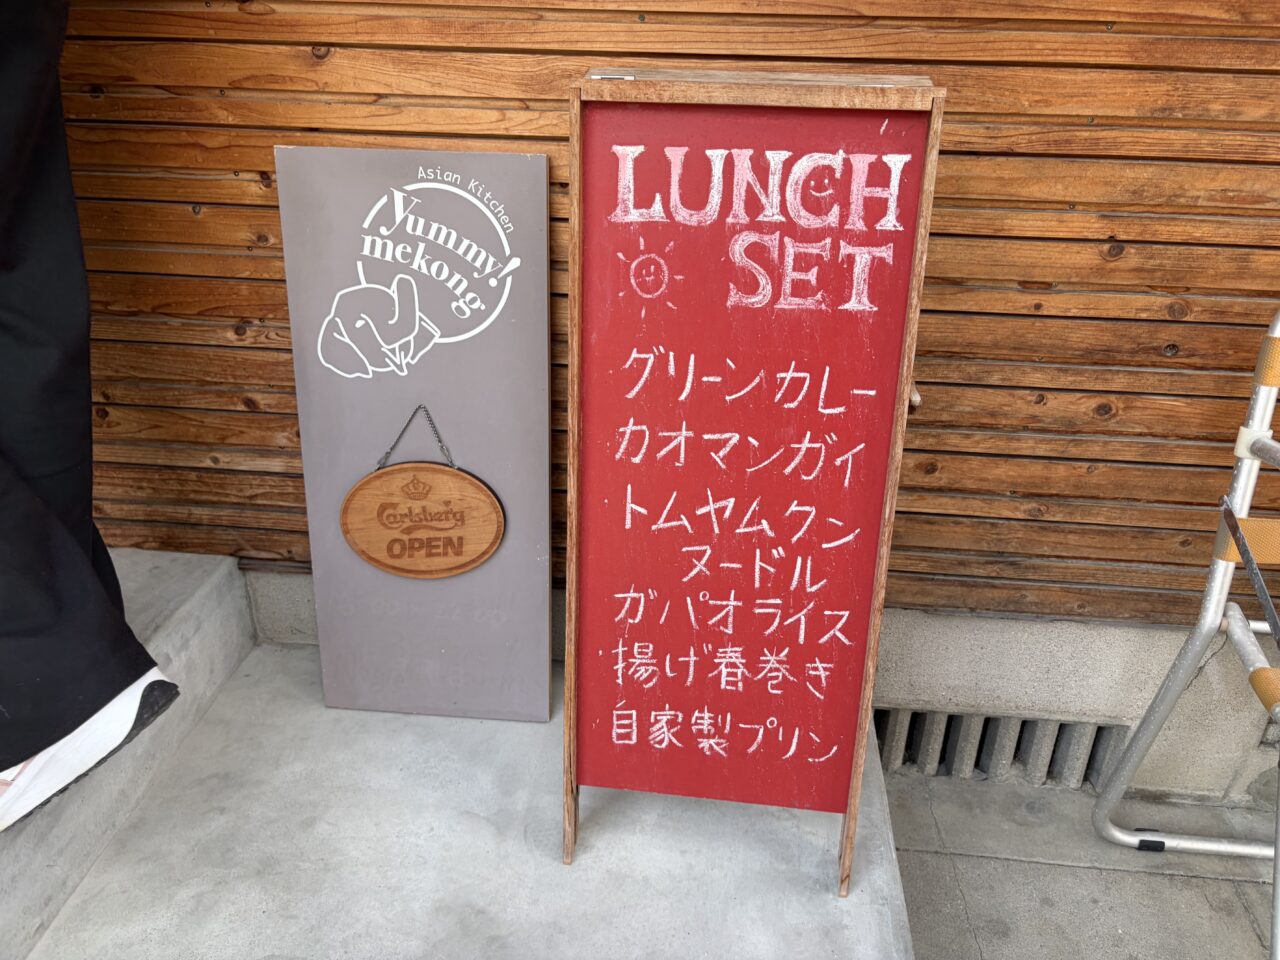 Asian Kitchen
yummy!
mekong
Carlsberg
OPEN
LUNCH
SET
グリーンカレー
カオマンガイ
トムヤムクン
ヌードル
ガパオライス
揚げ春巻き
自家製プリン